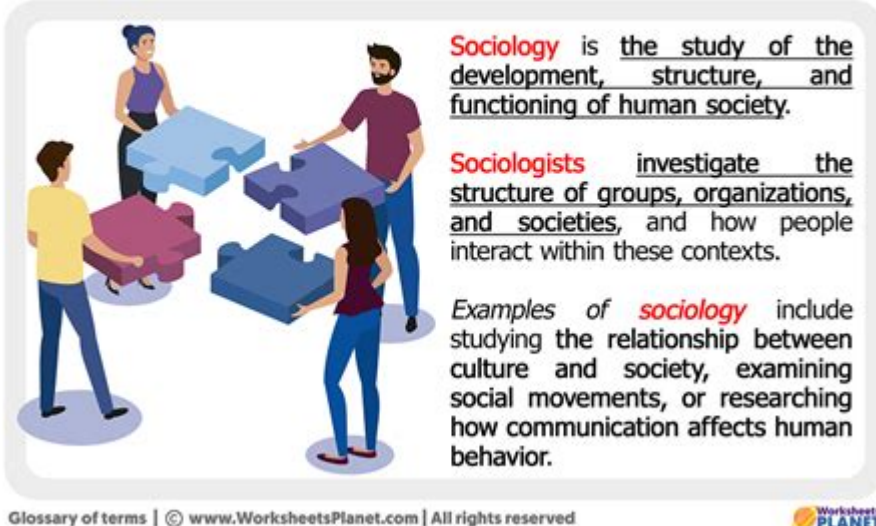 Sociology is the study of the
development, structure, and
functioning of human society.
Sociologists investigate the
structure of groups, organizations,
and societies, and how people
interact within these contexts.
Examples of sociology include
studying the relationship between
culture and society, examining
social movements, or researching
how communication affects human
behavior.
Glossary of terms | © www.WorksheetsPlanet.com | All rights reserved
Worksheets
PLANET